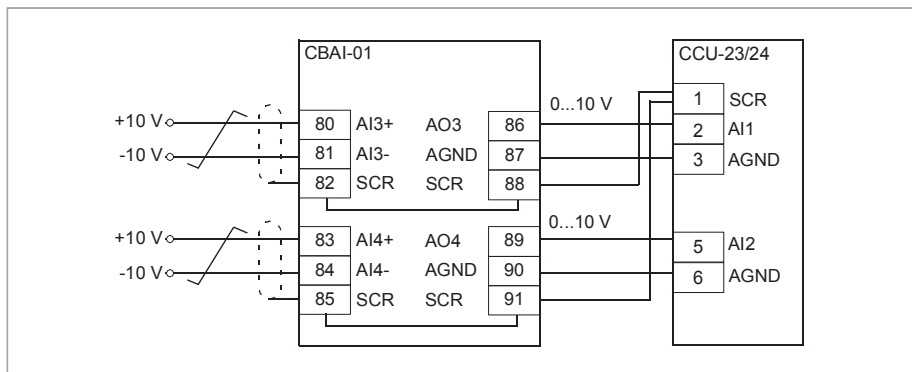 CBAI-01 CCU-23/24
0...10 V 1 SCR
+10 V 80 AI3+ AO3 86 2 AI1
-10 V 81 AI3- AGND 87 3 AGND
82 SCR SCR 88
0...10 V
+10 V 83 AI4+ AO4 89 5 AI2
-10 V 84 AI4- AGND 90 6 AGND
85 SCR SCR 91